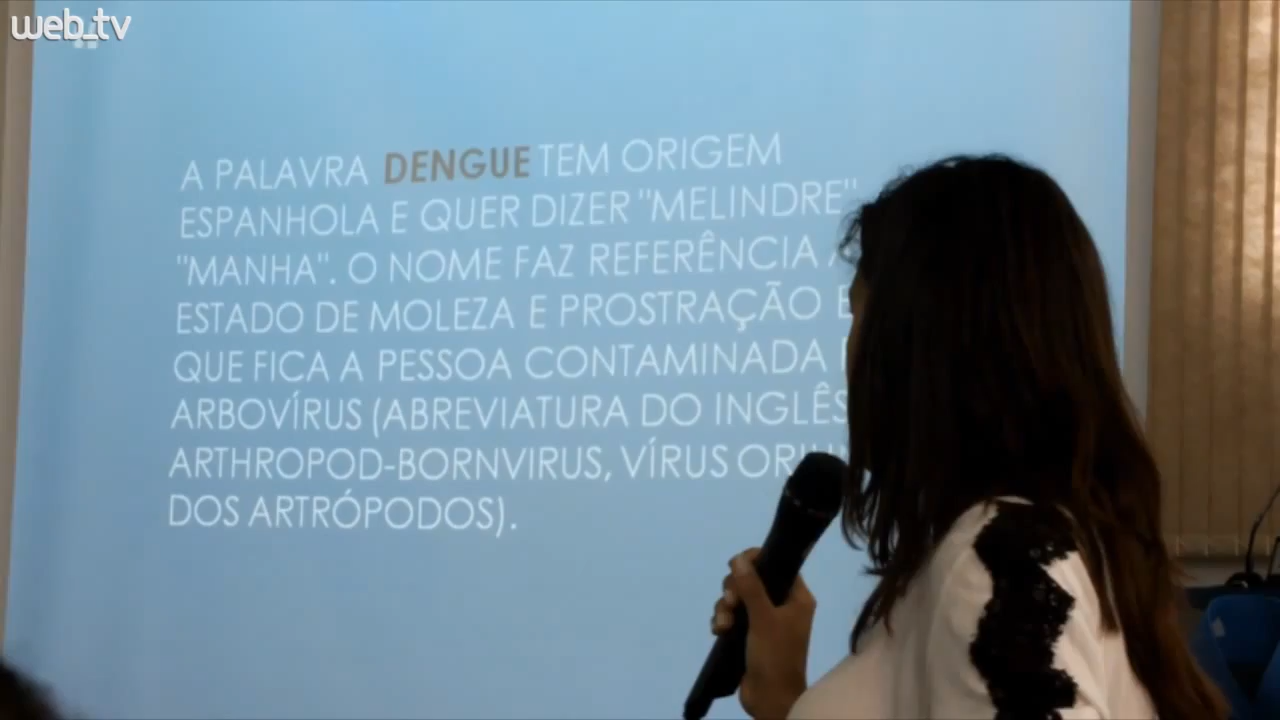 web_tv
A PALAVRA DENGUE TEM ORIGEM
ESPANHOLA E QUER DIZER "MELINDRE"
"MANHA". O NOME FAZ REFERÊNCIA A
ESTADO DE MOLEZA E PROSTRAÇÃO
QUE FICA A PESSOA CONTAMINADA
ARBOVÍRUS (ABREVIATURA DO INGLÊS
ARTHROPOD-BORNVIRUS, VÍRUS
DOS ARTRÓPODOS).